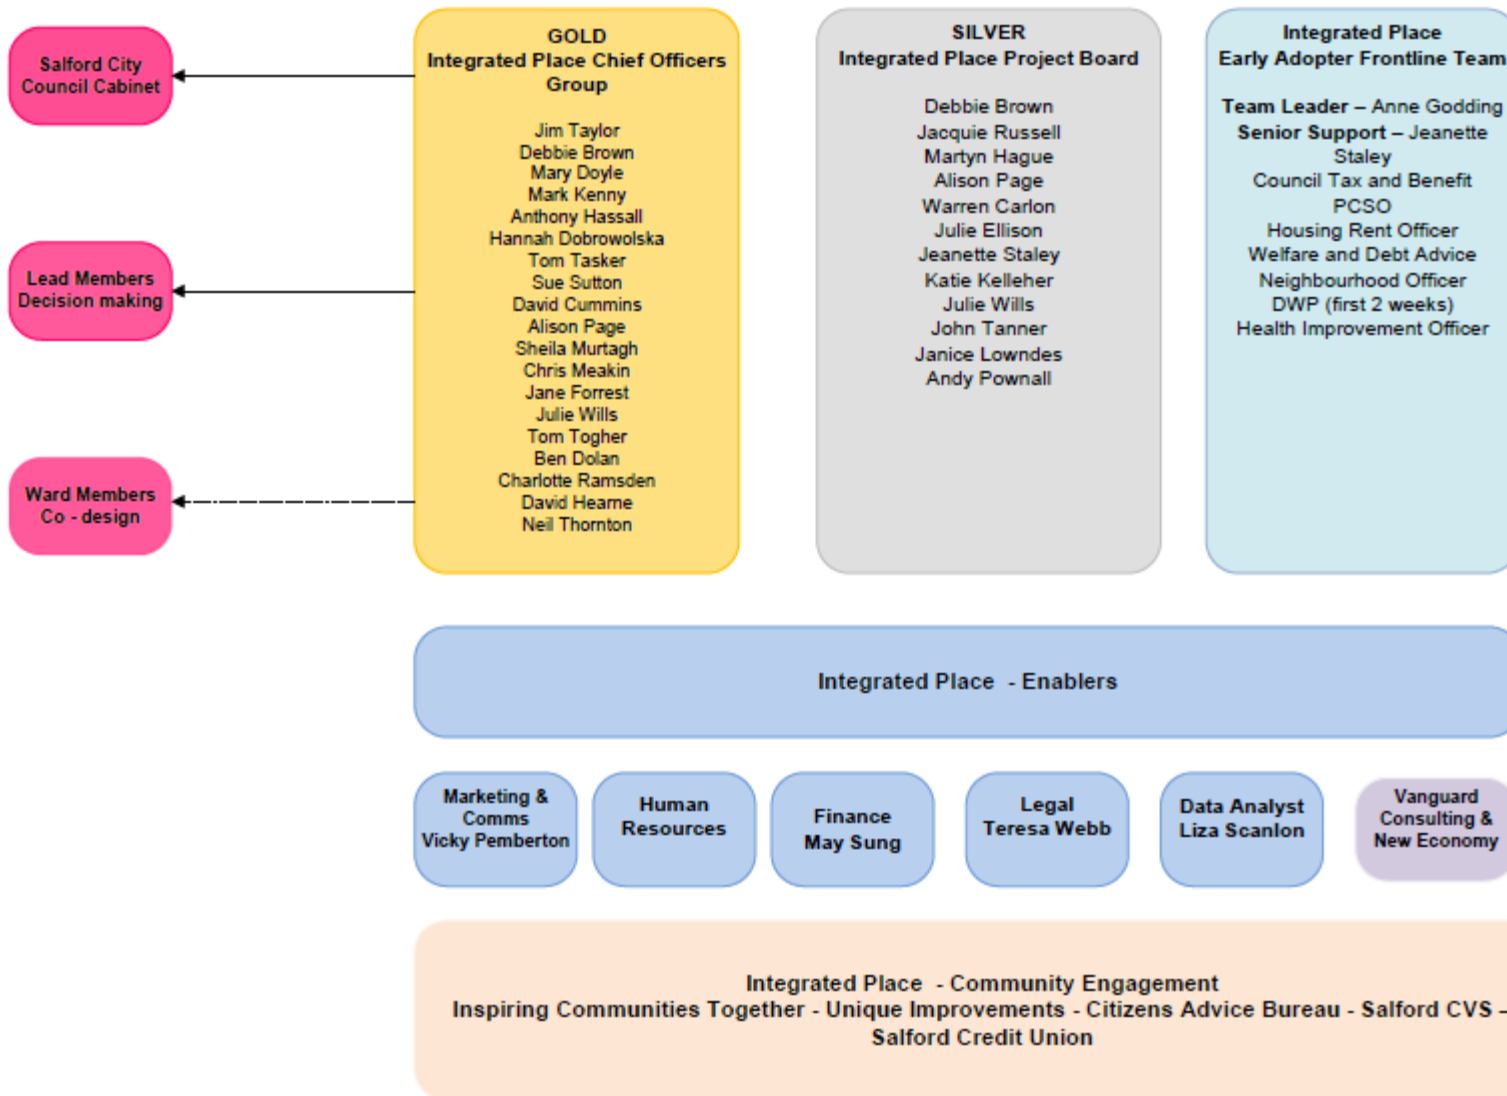 Salford City
Council Cabinet
Lead Members
Decision making
Ward Members
Co - design
GOLD
Integrated Place Chief Officers
Group
Jim Taylor
Debbie Brown
Mary Doyle
Mark Kenny
Anthony Hassall
Hannah Dobrowolska
Tom Tasker
Sue Sutton
David Cummins
Alison Page
Sheila Murtagh
Chris Meakin
Jane Forrest
Julie Wills
Tom Togher
Ben Dolan
Charlotte Ramsden
David Hearne
Neil Thornton
SILVER
Integrated Place Project Board
Debbie Brown
Jacquie Russell
Martyn Hague
Alison Page
Warren Carlon
Julie Ellison
Jeanette Staley
Katie Kelleher
Julie Wills
John Tanner
Janice Lowndes
Andy Pownall
Integrated Place
Early Adopter Frontline Team
Team Leader – Anne Godding
Senior Support – Jeanette
Staley
Council Tax and Benefit
PCSO
Housing Rent Officer
Welfare and Debt Advice
Neighbourhood Officer
DWP (first 2 weeks)
Health Improvement Officer
Integrated Place - Enablers
Marketing &
Comms
Vicky Pemberton
Human
Resources
Finance
May Sung
Legal
Teresa Webb
Data Analyst
Liza Scanlon
Vanguard
Consulting &
New Economy
Integrated Place - Community Engagement
Inspiring Communities Together - Unique Improvements - Citizens Advice Bureau - Salford CVS –
Salford Credit Union